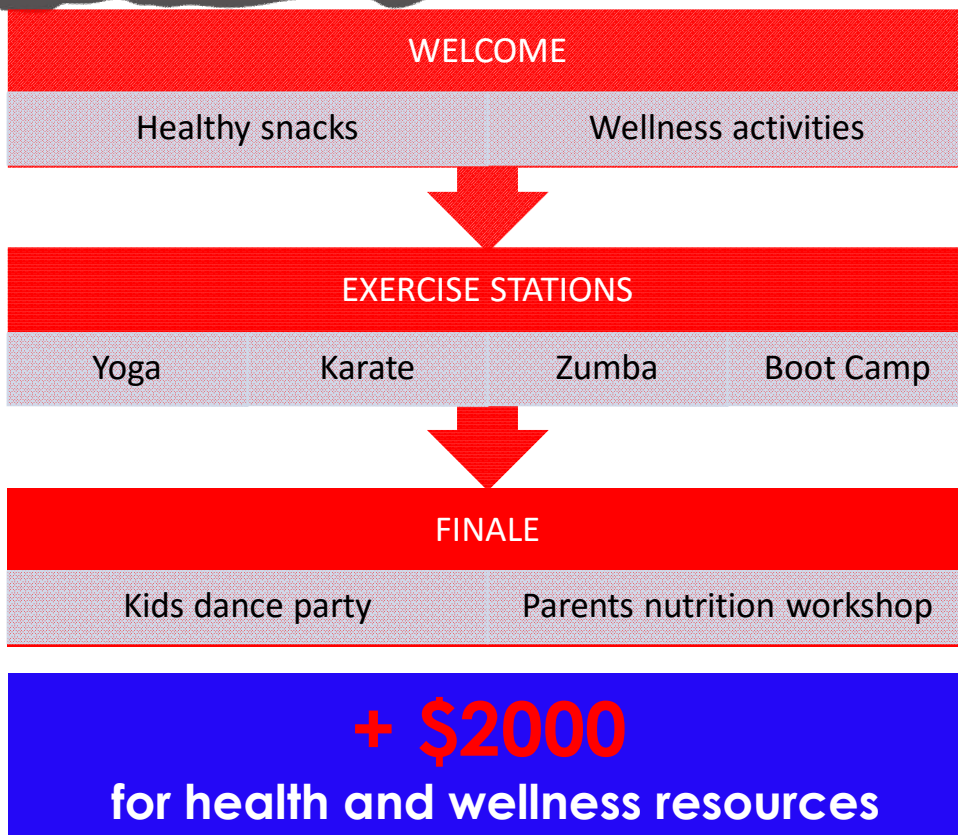 WELCOME
Healthy snacks Wellness activities
EXERCISE STATIONS
Yoga Karate Zumba Boot Camp
FINALE
Kids dance party Parents nutrition workshop
+ $2000
for health and wellness resources